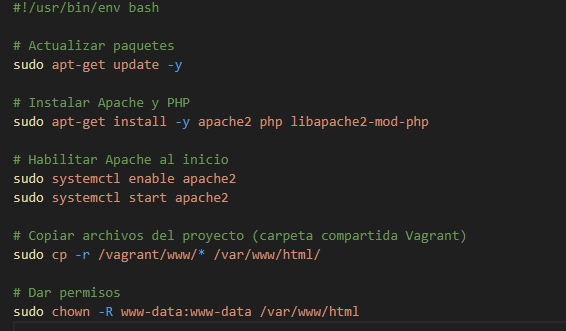 #!/usr/bin/env bash
# Actualizar paquetes
sudo apt-get update -y
# Instalar Apache y PHP
sudo apt-get install -y apache2 php libapache2-mod-php
# Habilitar Apache al inicio
sudo systemctl enable apache2
sudo systemctl start apache2
# Copiar archivos del proyecto (carpeta compartida Vagrant)
sudo cp -r /vagrant/www/* /var/www/html/
# Dar permisos
sudo chown -R www-data:www-data /var/www/html